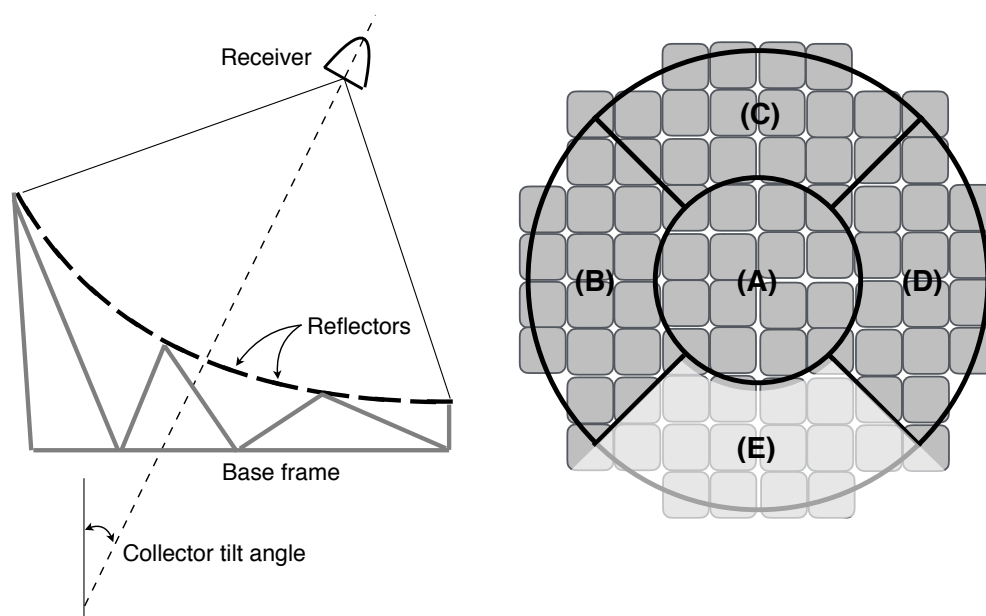 Receiver
Reflectors
Base frame
Collector tilt angle
(C)
(B)
(A)
(D)
(E)